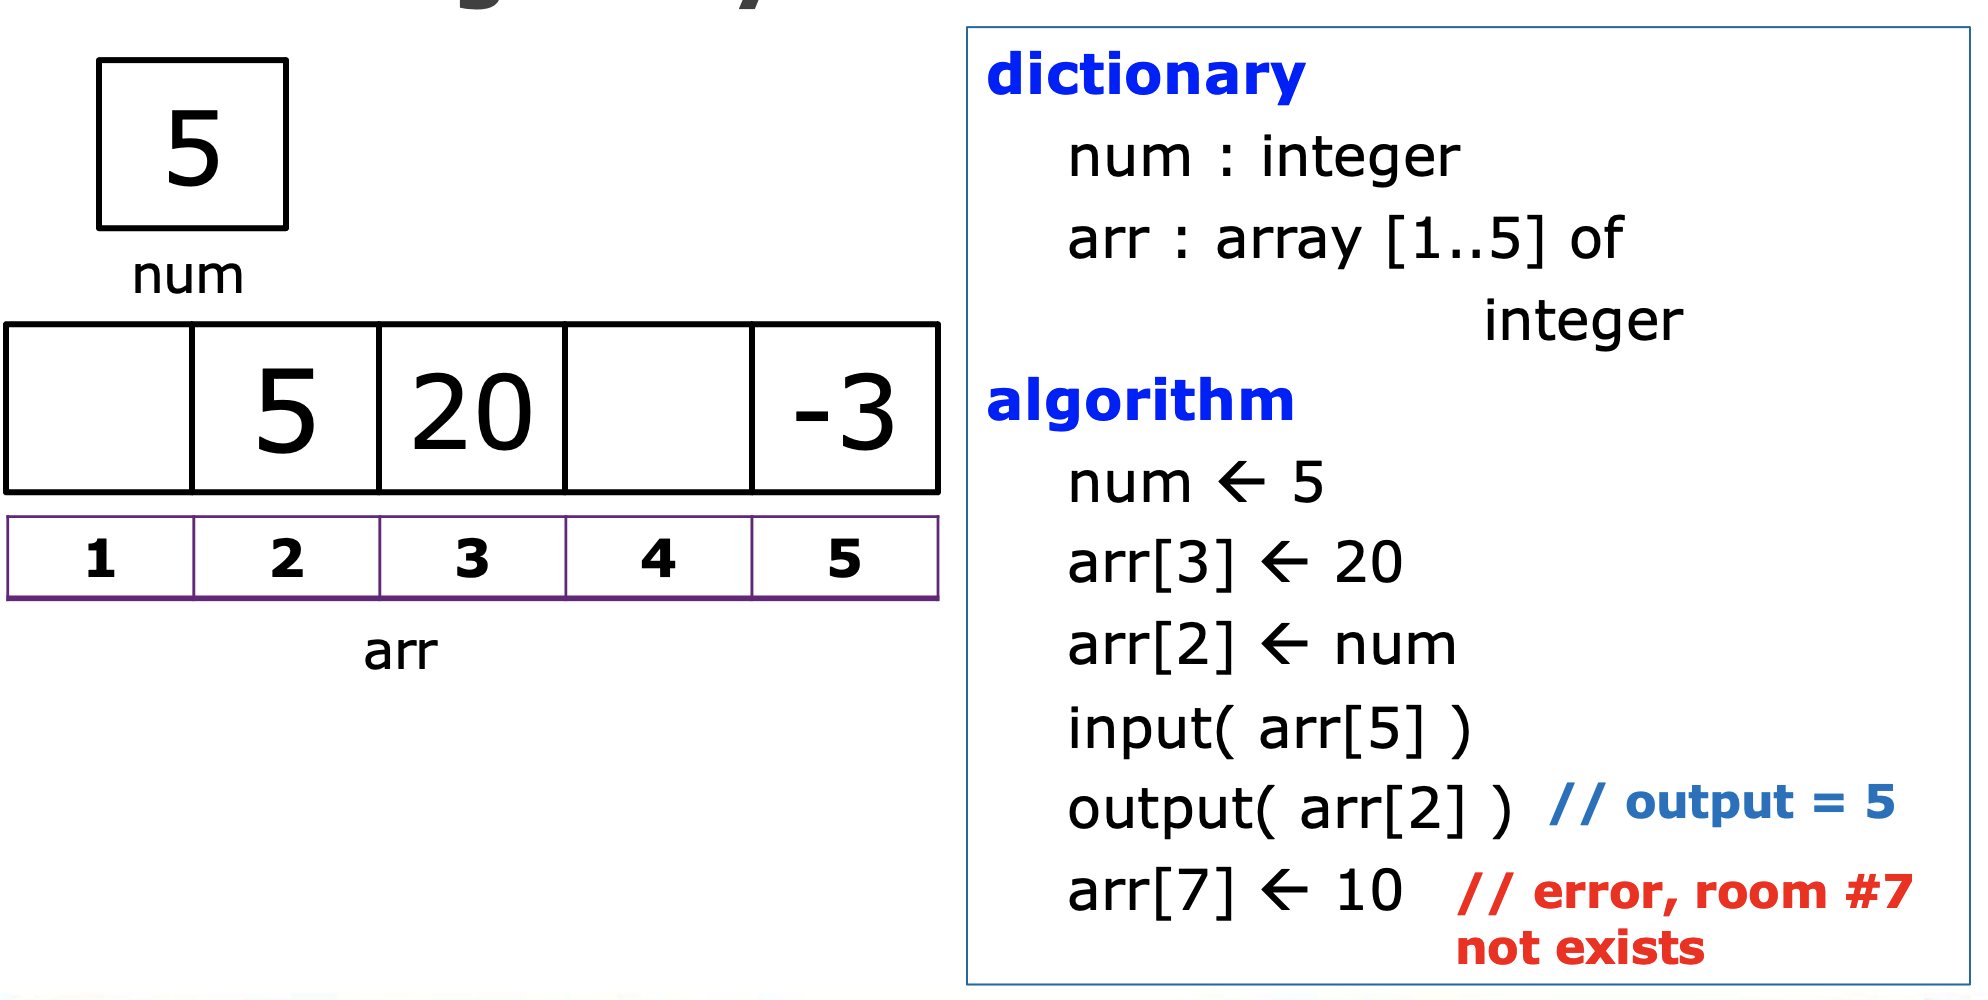 5
num
5 20 -3
1 2 3 4 5
arr
dictionary
num : integer
arr : array [1..5] of
integer
algorithm
num ← 5
arr[3] ← 20
arr[2] ← num
input( arr[5] )
output( arr[2] ) // output = 5
arr[7] ← 10 // error, room #7
not exists